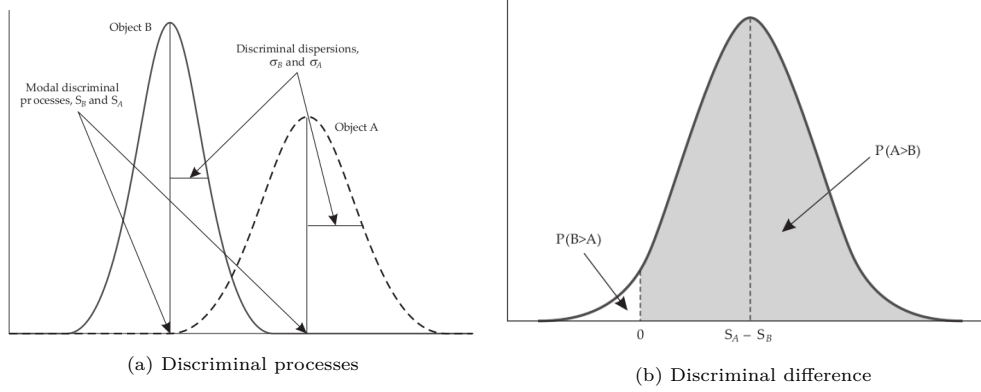 Object B
Discriminal dispersions,
σB and σA
Modal discriminal
processes, SB and SA
Object A
(a) Discriminal processes
P(A>B)
P(B>A)
0
SA − SB
(b) Discriminal difference